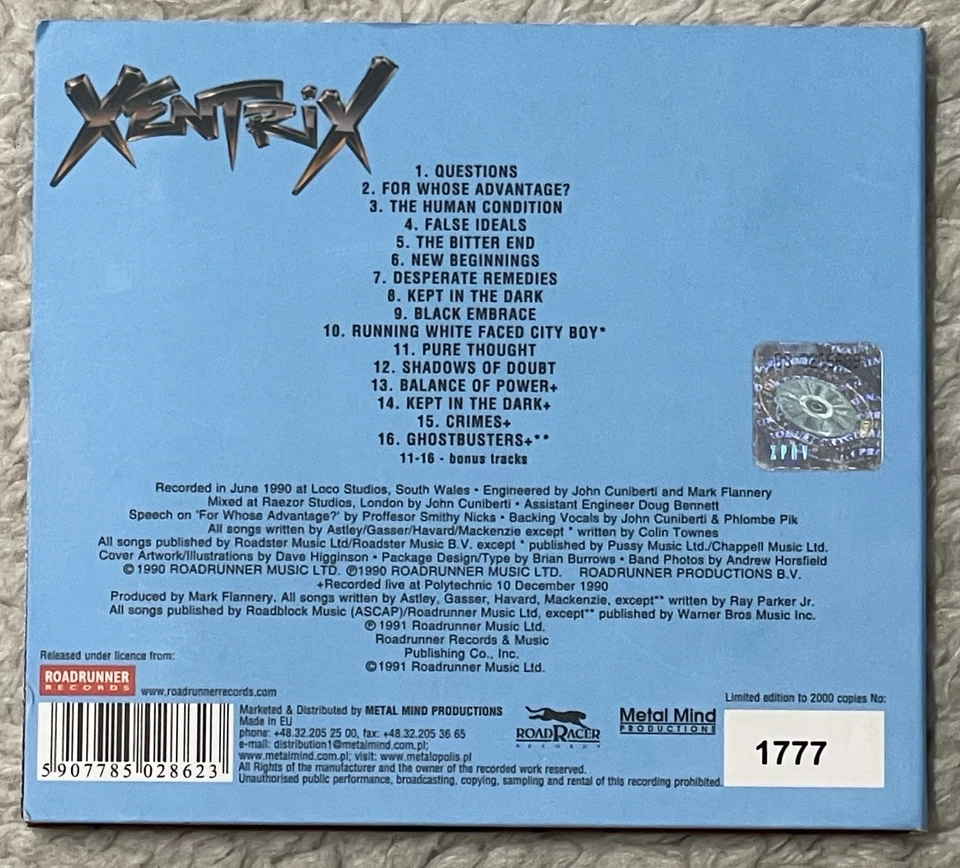 XENTRIX
1. QUESTIONS
2. FOR WHOSE ADVANTAGE?
3. THE HUMAN CONDITION
4. FALSE IDEALS
5. THE BITTER END
6. NEW BEGINNINGS
7. DESPERATE REMEDIES
8. KEPT IN THE DARK
9. BLACK EMBRACE
10. RUNNING WHITE FACED CITY BOY*
11. PURE THOUGHT
12. SHADOWS OF DOUBT
13. BALANCE OF POWER+
14. KEPT IN THE DARK+
15. CRIMES+
16. GHOSTBUSTERS+**
11-16 - bonus tracks
Recorded in June 1990 at Loco Studios, South Wales • Engineered by John Cuniberti and Mark Flannery
Mixed at Raezor Studios, London by John Cuniberti • Assistant Engineer Doug Bennett
Speech on 'For Whose Advantage?' by Proffesor Smithy Nicks • Backing Vocals by John Cuniberti & Phlombe Pik
All songs written by Astley/Gasser/Havard/Mackenzie except * written by Colin Townes
All songs published by Roadster Music Ltd/Roadster Music B.V. except * published by Pussy Music Ltd./Chappell Music Ltd.
Cover Artwork/Illustrations by Dave Higginson • Package Design/Type by Brian Burrows • Band Photos by Andrew Horsfield
©1990 ROADRUNNER MUSIC LTD. ℗1990 ROADRUNNER MUSIC LTD. ROADRUNNER PRODUCTIONS B.V.
+Recorded live at Polytechnic 10 December 1990
Produced by Mark Flannery. All songs written by Astley, Gasser, Havard, Mackenzie, except** written by Ray Parker Jr.
All songs published by Roadblock Music (ASCAP)/Roadrunner Music Ltd, except** published by Warner Bros Music Inc.
℗1991 Roadrunner Music Ltd.
Roadrunner Records & Music
Publishing Co., Inc.
©1991 Roadrunner Music Ltd.
Released under licence from:
ROADRUNNER
RECORDS
www.roadrunnerrecords.com
5 907785 028623
Marketed & Distributed by METAL MIND PRODUCTIONS
Made in EU
phone: +48.32.205 25 00, fax: +48.32.205 36 65
e-mail: distribution1@metalmind.com.pl;
www.metalmind.com.pl; visit: www.metalopolis.pl
All Rights of the manufacturer and the owner of the recorded work reserved.
Unauthorised public performance, broadcasting, copying, sampling and rental of this recording prohibited.
ROADRACER
RECORDS
Metal Mind
PRODUCTIONS
Limited edition to 2000 copies No:
1777